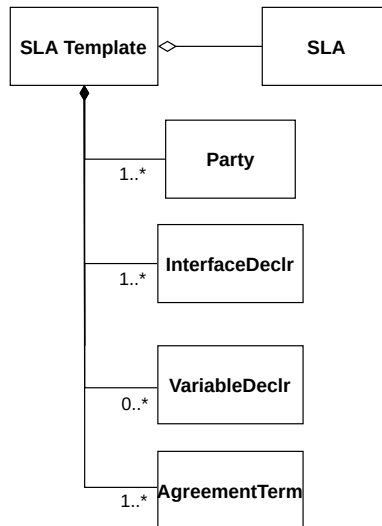 SLA Template
SLA
Party
1..*
InterfaceDeclr
1..*
VariableDeclr
0..*
AgreementTerm
1..*